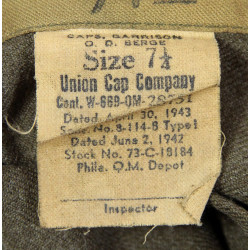 CAPS, GARRISON
O. D. SERGE
Size 7¼
Union Cap Company
Cont. W-669-QM-28751
Dated April 30, 1943
Spec. No. 8-114-B Type 1
Dated June 2, 1942
Stock No. 73-C-18184
Phila. Q.M. Depot
Inspector